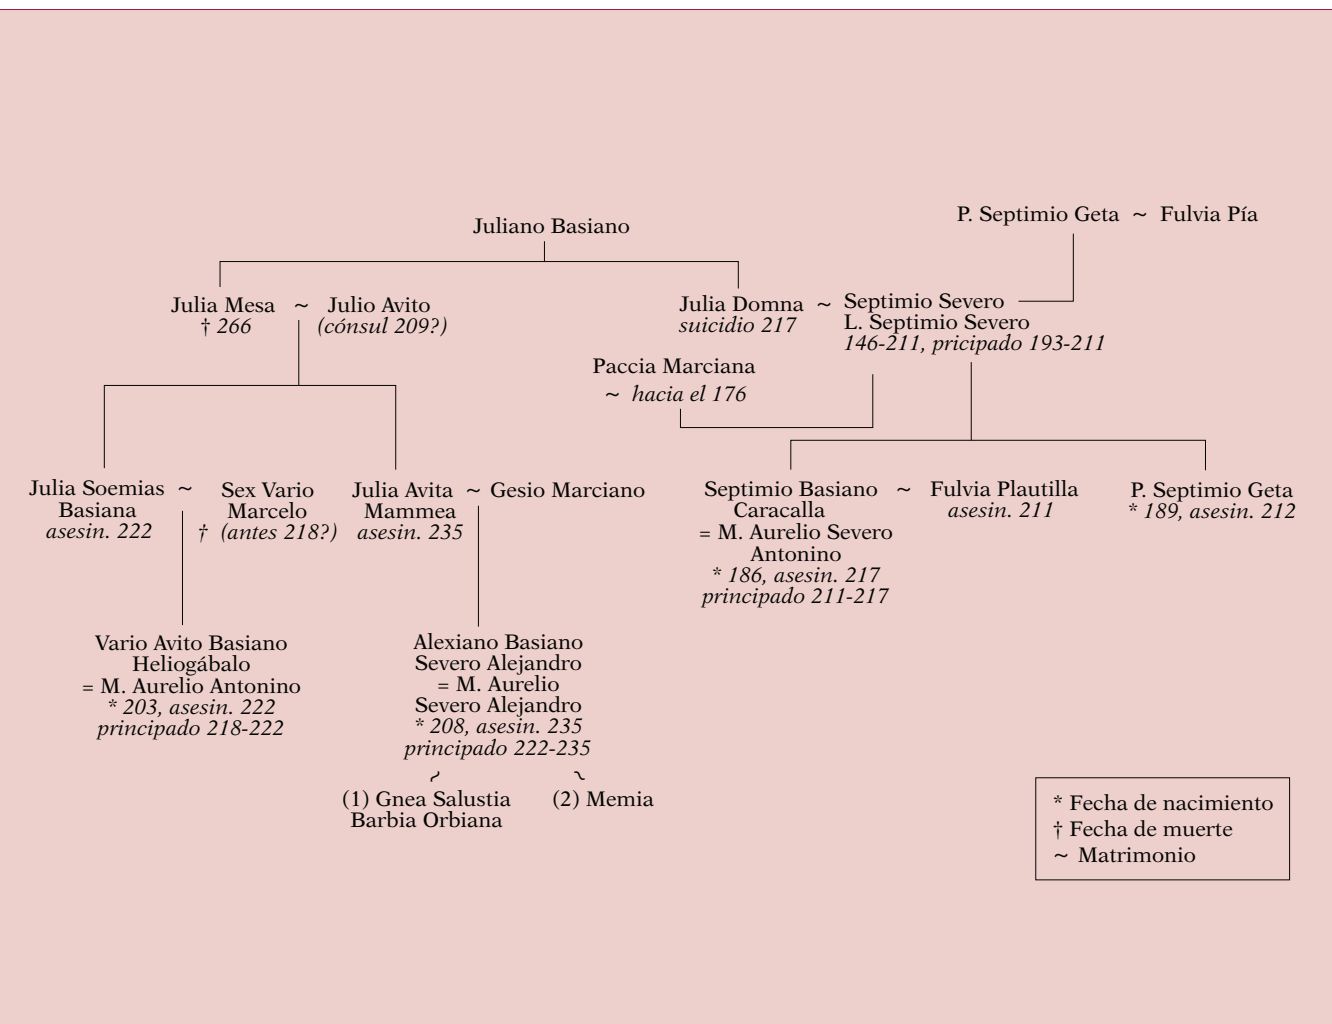 P. Septimio Geta ~ Fulvia Pía
Juliano Basiano
Julia Mesa ~ Julio Avito
† 266 (cónsul 209?)
Julia Domna ~ Septimio Severo
suicidio 217 L. Septimio Severo
146-211, pricipado 193-211
Paccia Marciana
~ hacia el 176
Julia Soemias ~ Sex Vario
Basiana Marcelo
asesin. 222 † (antes 218?)
Julia Avita ~ Gesio Marciano
Mammea
asesin. 235
Septimio Basiano ~ Fulvia Plautilla
Caracalla asesin. 211
= M. Aurelio Severo
Antonino
* 186, asesin. 217
principado 211-217
P. Septimio Geta
* 189, asesin. 212
Vario Avito Basiano
Heliogábalo
= M. Aurelio Antonino
* 203, asesin. 222
principado 218-222
Alexiano Basiano
Severo Alejandro
= M. Aurelio
Severo Alejandro
* 208, asesin. 235
principado 222-235
~ ~
(1) Gnea Salustia (2) Memia
Barbia Orbiana
* Fecha de nacimiento
† Fecha de muerte
~ Matrimonio